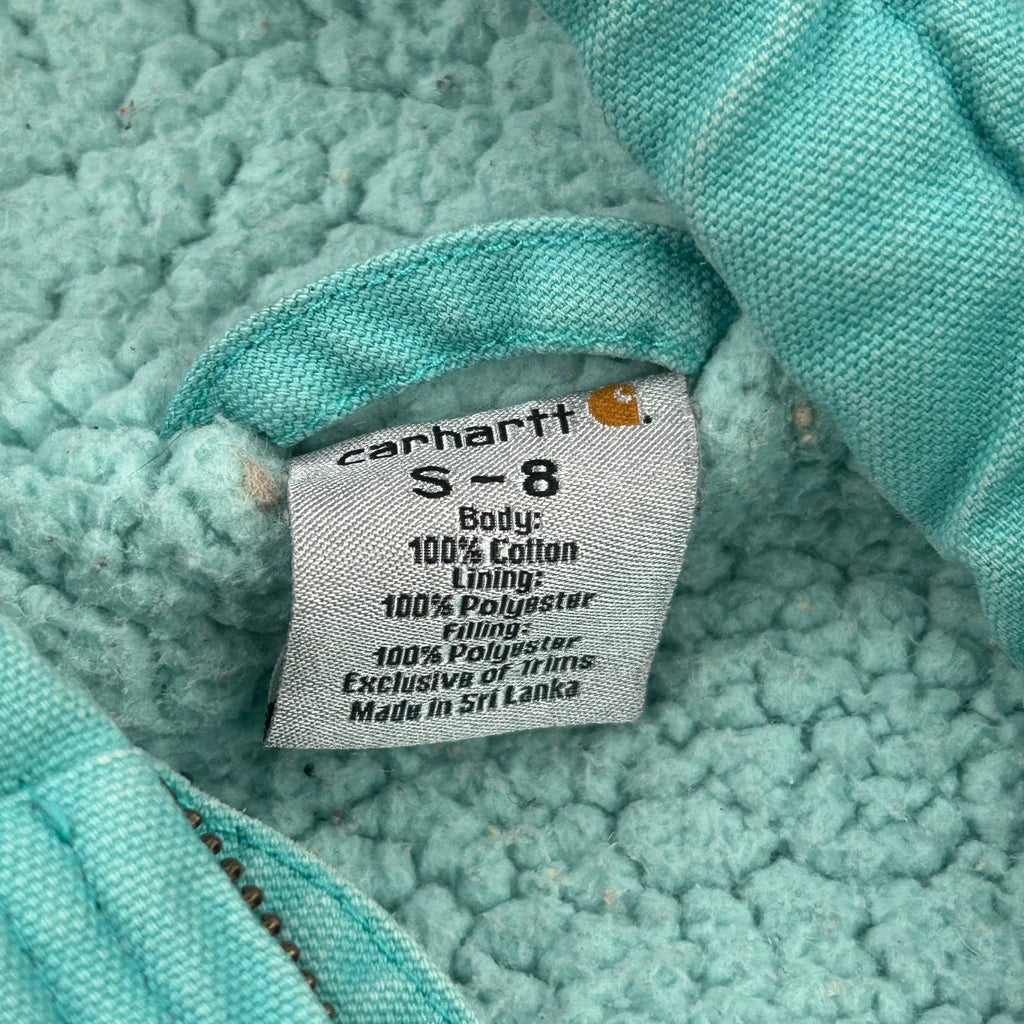 carhartt
S - 8
Body:
100% Cotton
Lining:
100% Polyester
Filling:
100% Polyester
Exclusive of Trims
Made in Sri Lanka